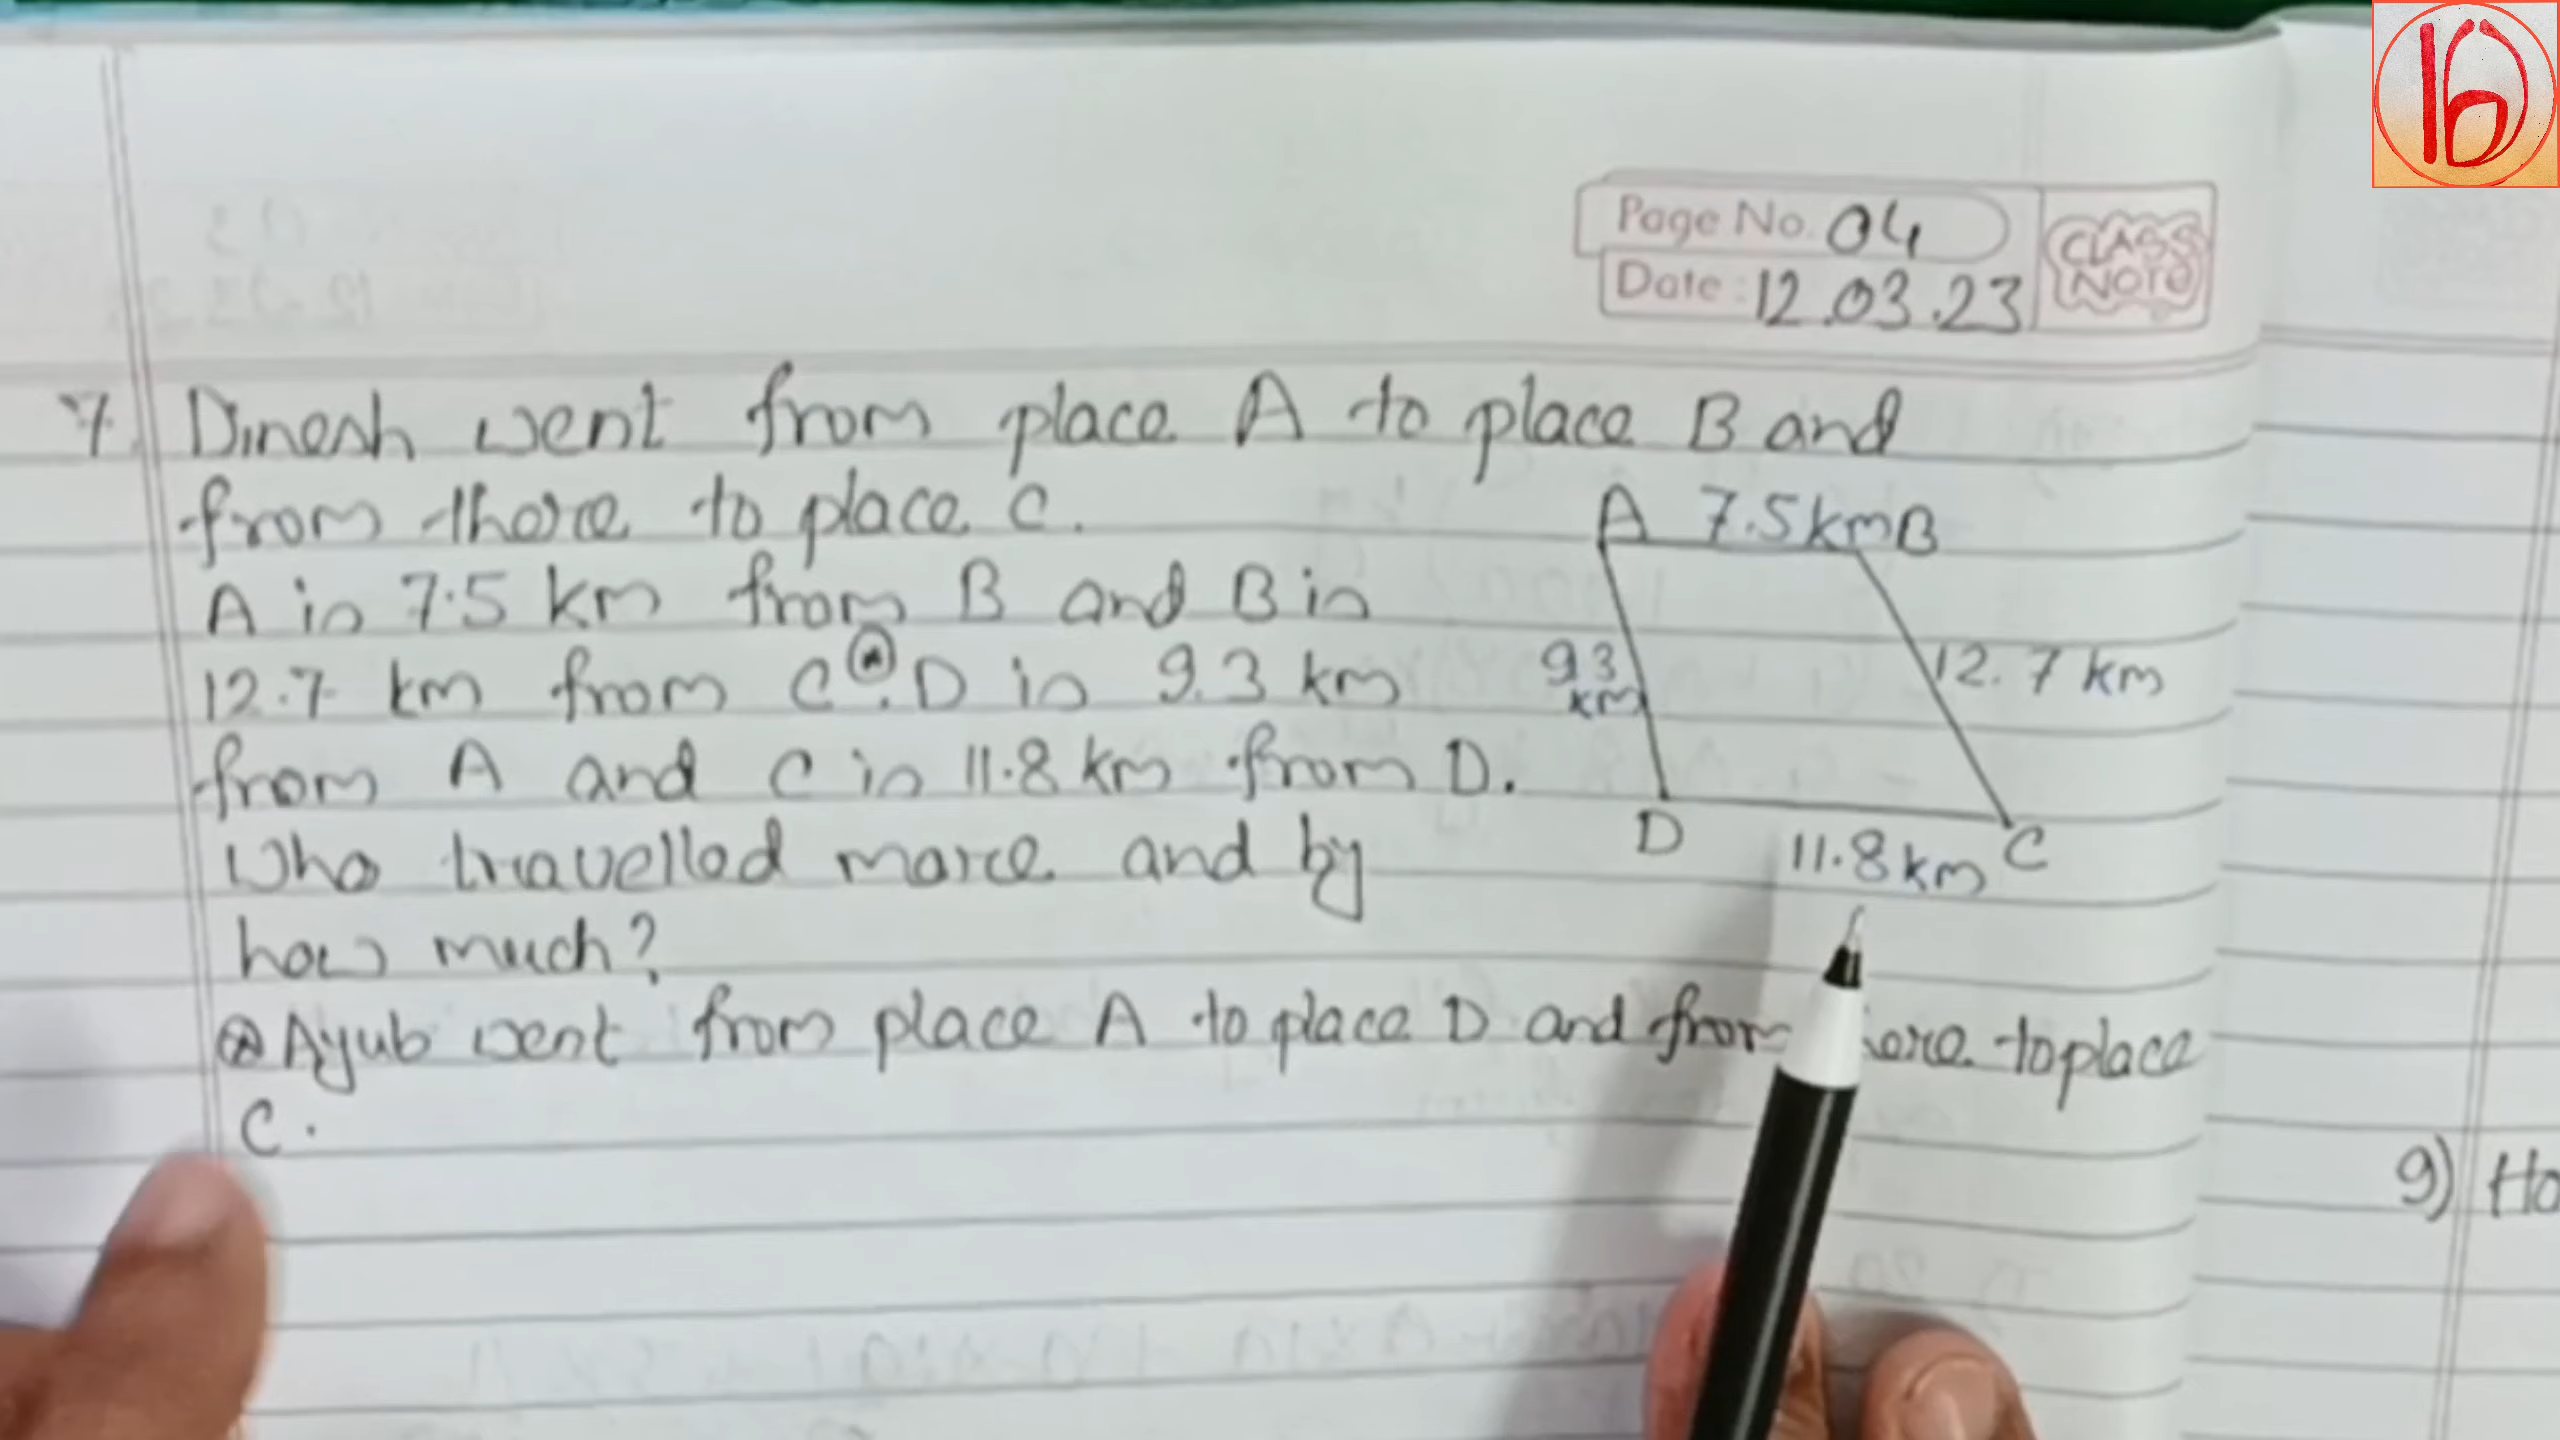 Page No. 04
Date: 12.03.23
CLASS NOTE
7. Dinesh went from place A to place B and
from there to place C.
A is 7.5 km from B and B is
12.7 km from C. D is 9.3 km
from A and C is 11.8 km from D.
Who travelled more and by
how much?
Ayub went from place A to place D and from here to place
C.
A 7.5 km B
9.3
km
12.7 km
D
11.8 km C
9) Ho